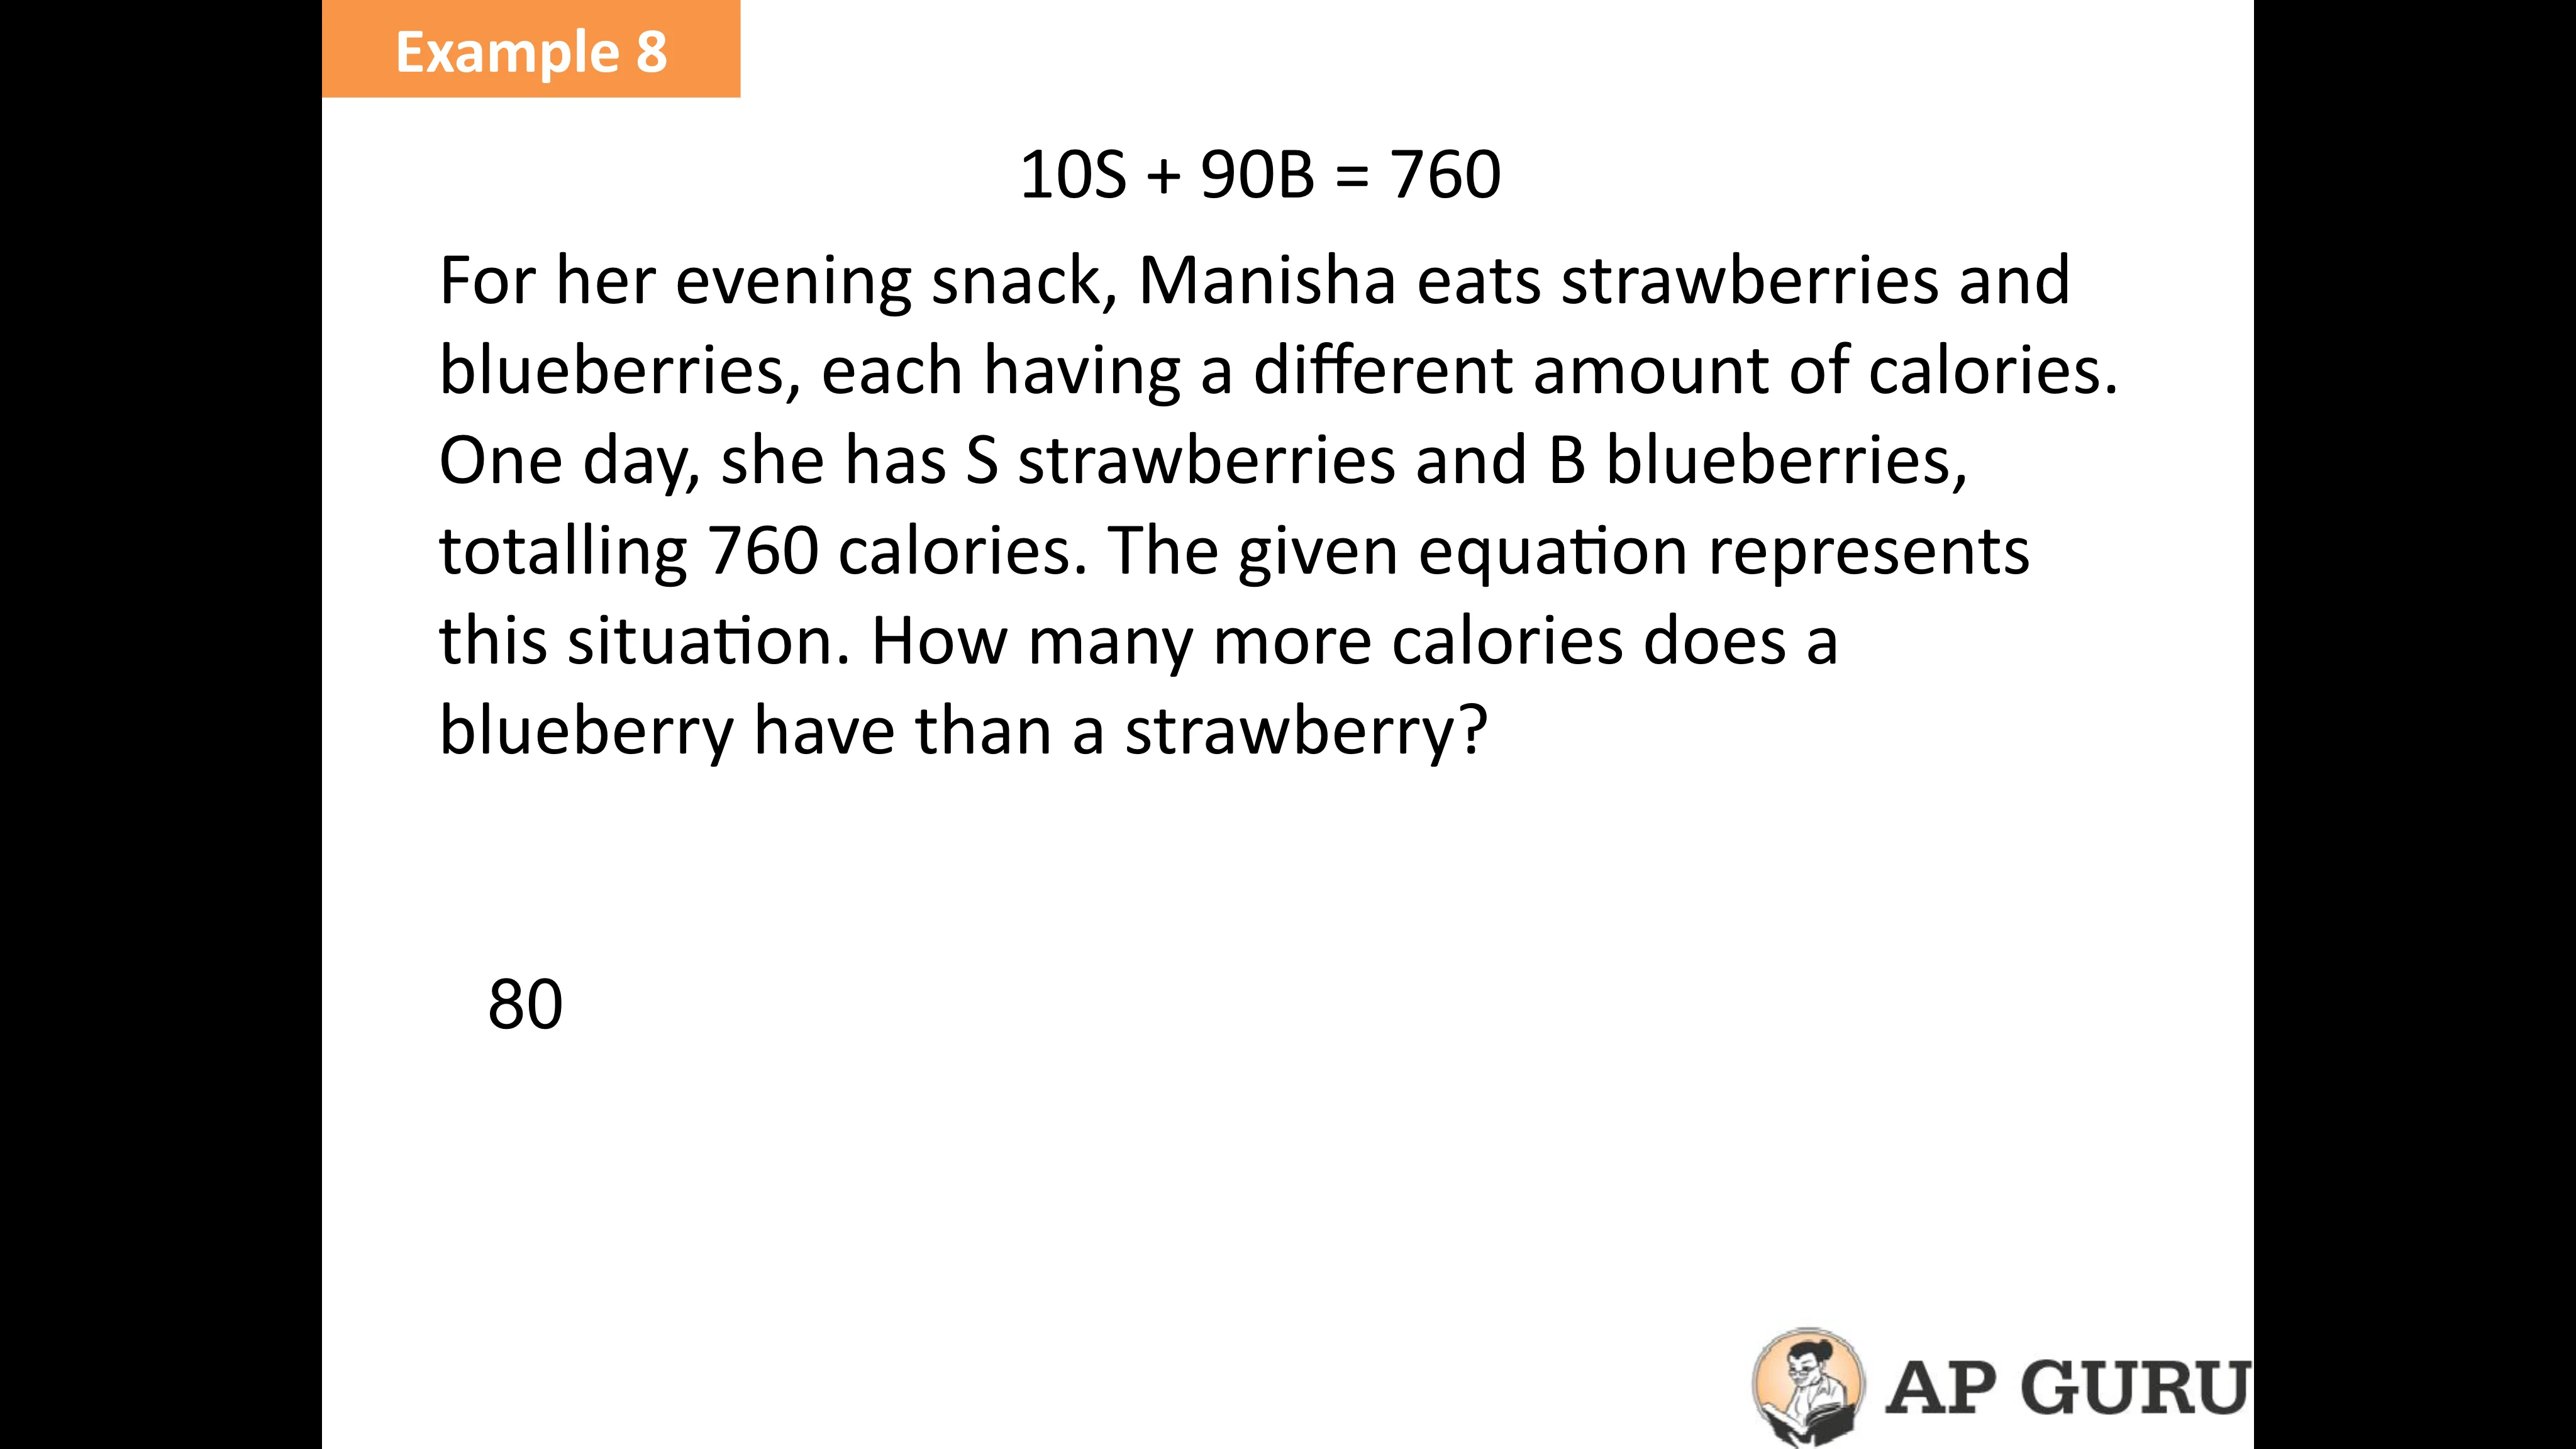 Example 8
10S + 90B = 760
For her evening snack, Manisha eats strawberries and
blueberries, each having a different amount of calories.
One day, she has S strawberries and B blueberries,
totalling 760 calories. The given equation represents
this situation. How many more calories does a
blueberry have than a strawberry?
80
AP GURU